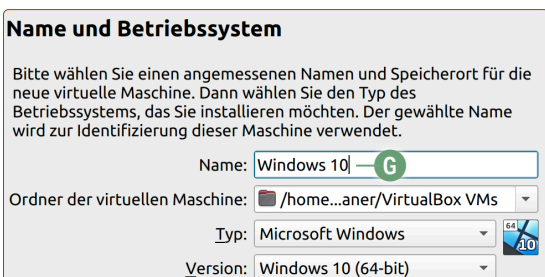 Name und Betriebssystem
Bitte wählen Sie einen angemessenen Namen und Speicherort für die
neue virtuelle Maschine. Dann wählen Sie den Typ des
Betriebssystems, das Sie installieren möchten. Der gewählte Name
wird zur Identifizierung dieser Maschine verwendet.
Name: Windows 10 G
Ordner der virtuellen Maschine: /home...aner/VirtualBox VMs
Typ: Microsoft Windows 64 10
Version: Windows 10 (64-bit)